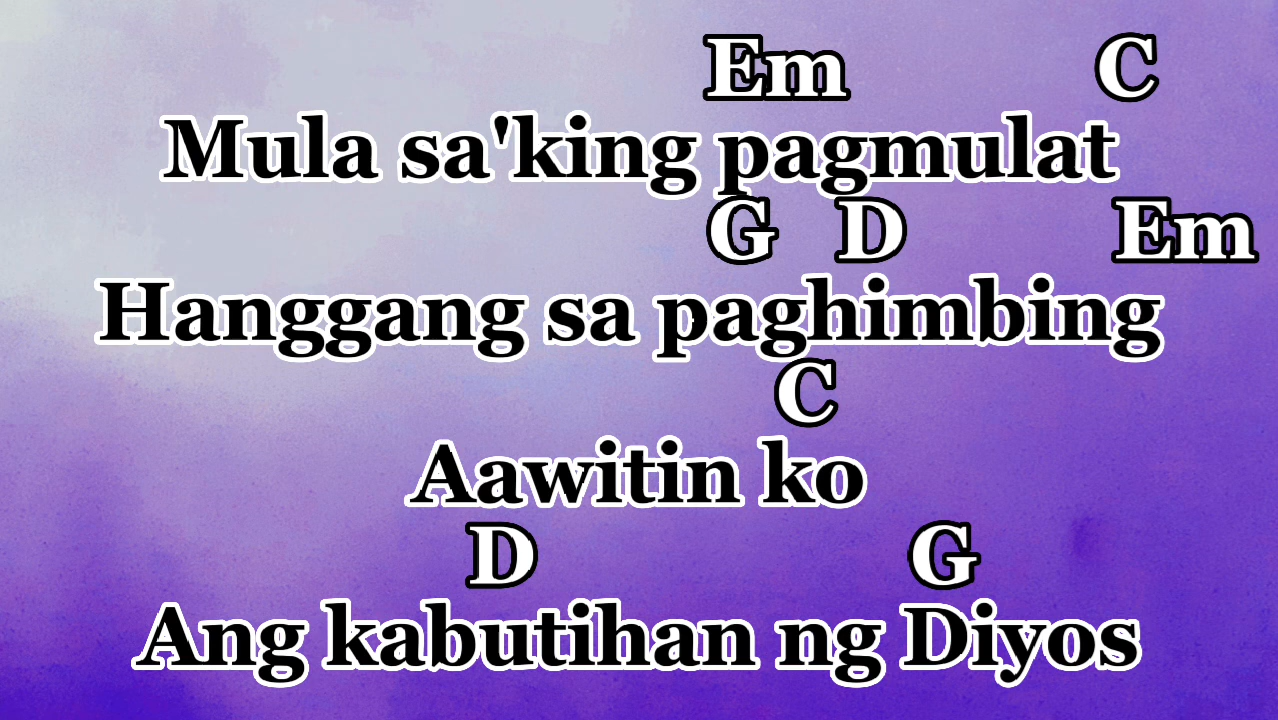 Em C
Mula sa'king pagmulat
G D Em
Hanggang sa paghimbing
C
Aawitin ko
D G
Ang kabutihan ng Diyos